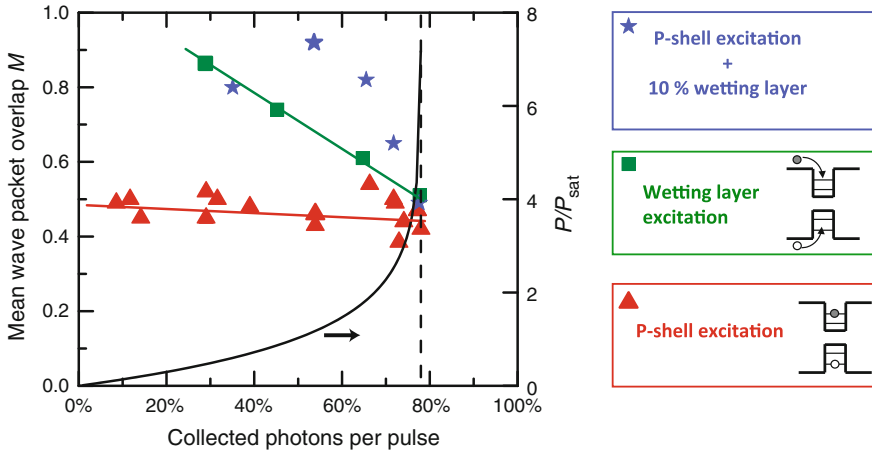 Mean wave packet overlap M
1.0
0.8
0.6
0.4
0.2
0.0
0%
20%
40%
60%
80%
100%
Collected photons per pulse
8
6
4
2
0
P/Psat
P-shell excitation
+
10 % wetting layer
Wetting layer
excitation
P-shell excitation